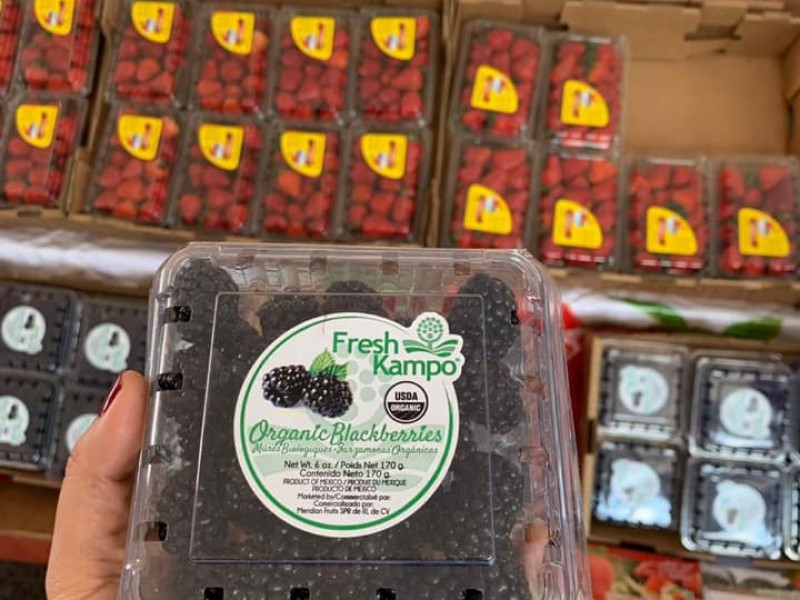 Fresh
Kampo
USDA
ORGANIC
Organic Blackberries
Mûres Biologiques • Zarzamoras Orgánicas
Net Wt. 6 oz. / Poids Net 170 g.
Contenido Neto 170 g.
PRODUCT OF MEXICO / PRODUIT DU MEXIQUE
PRODUCTO DE MÉXICO
Marketed by/Commercialisé par:
Comercializado por:
Meridian Fruits SPR de RL de CV